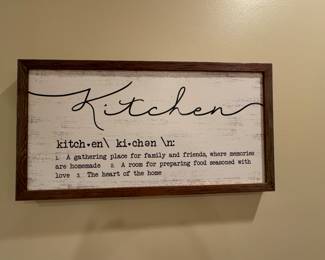 Kitchen
kitch•en\ ki•chen \n:
1. A gathering place for family and friends, where memories
are homemade 2. A room for preparing food seasoned with
love 3. The heart of the home